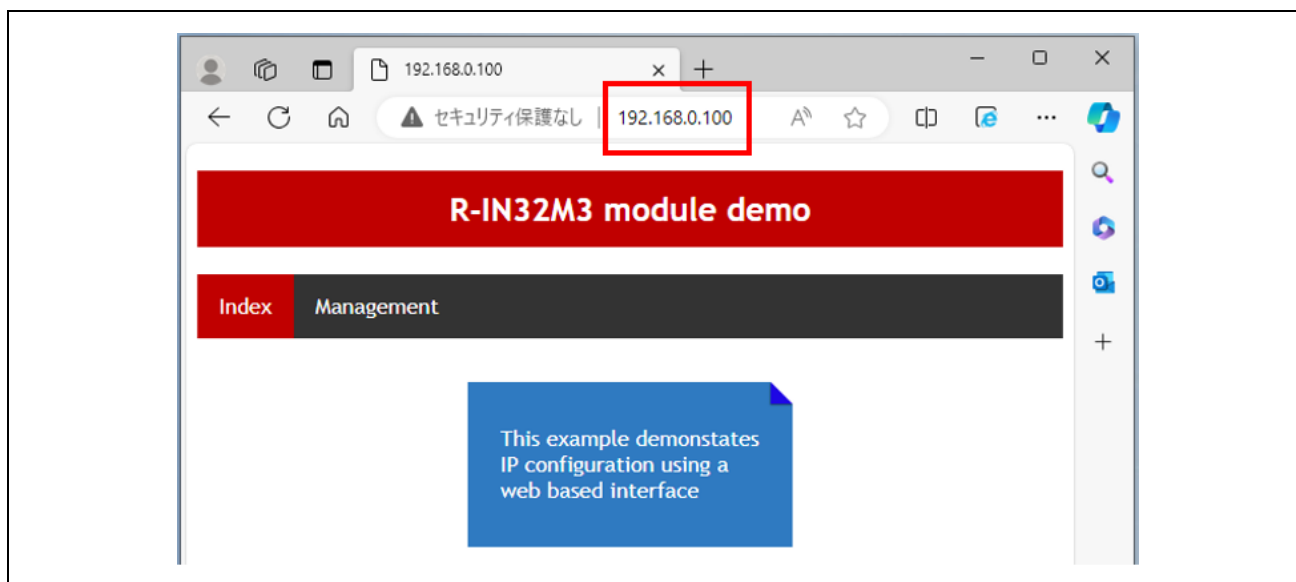 192.168.0.100
セキュリティ保護なし | 192.168.0.100
R-IN32M3 module demo
Index Management
This example demonstates
IP configuration using a
web based interface